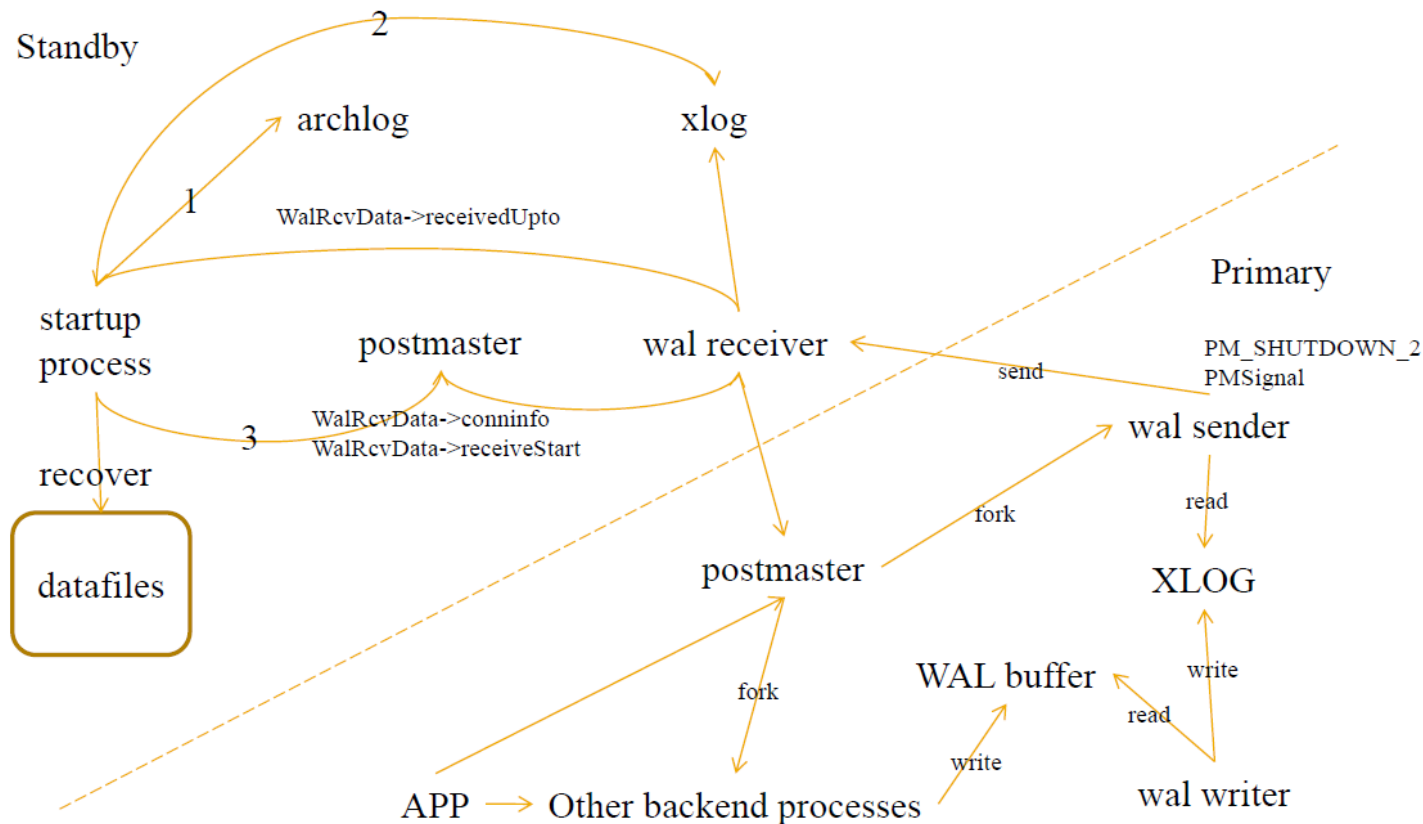 Standby
2
archlog
xlog
1
WalRcvData->receivedUpto
Primary
startup
process
postmaster
wal receiver
send
PM_SHUTDOWN_2
PMSignal
3
WalRcvData->conninfo
WalRcvData->receiveStart
wal sender
recover
read
fork
datafiles
postmaster
XLOG
fork
WAL buffer
write
read
write
APP
Other backend processes
wal writer